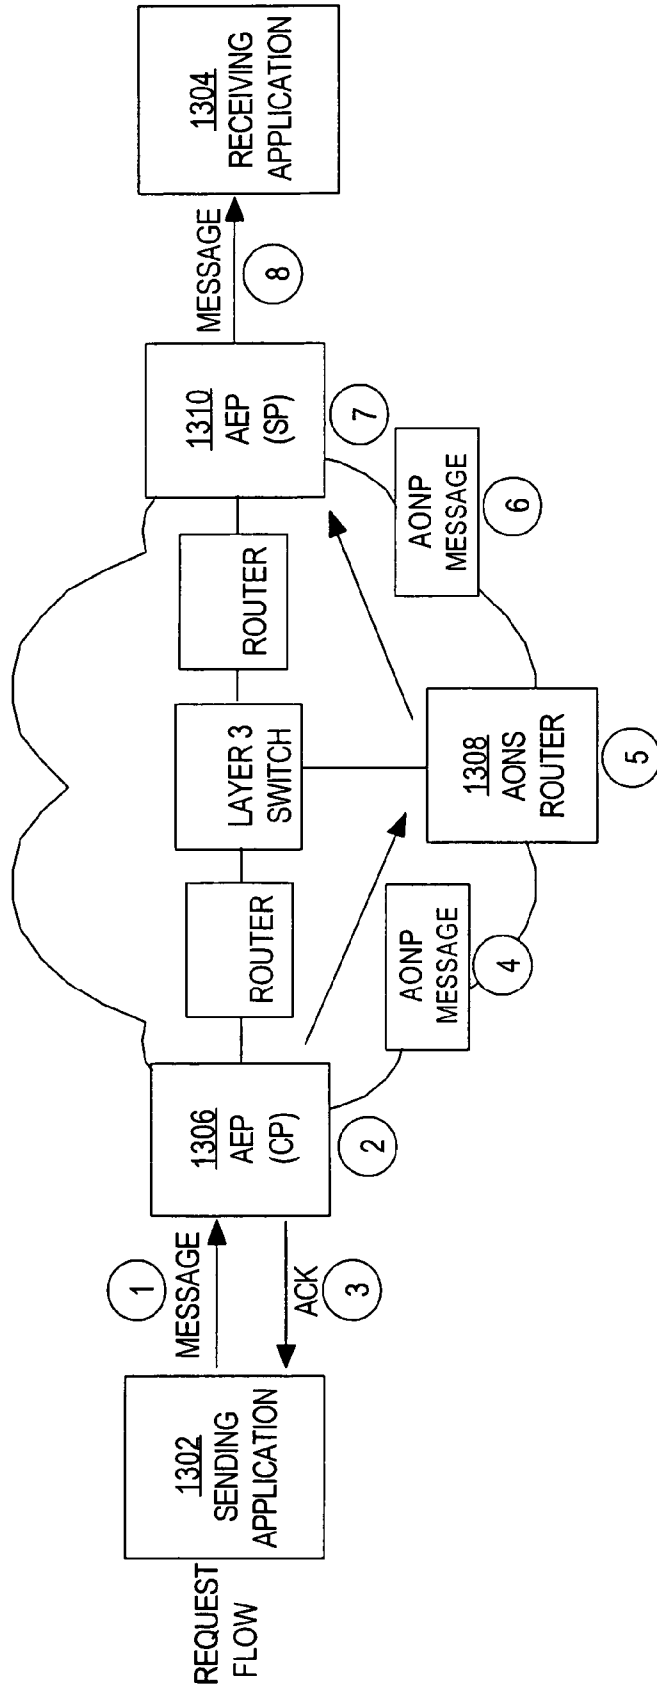 REQUEST
FLOW
1302
SENDING
APPLICATION
1
MESSAGE
ACK
3
1306
AEP
(CP)
2
ROUTER
AONP
MESSAGE
4
LAYER 3
SWITCH
1308
AONS
ROUTER
5
ROUTER
AONP
MESSAGE
6
1310
AEP
(SP)
7
MESSAGE
8
1304
RECEIVING
APPLICATION